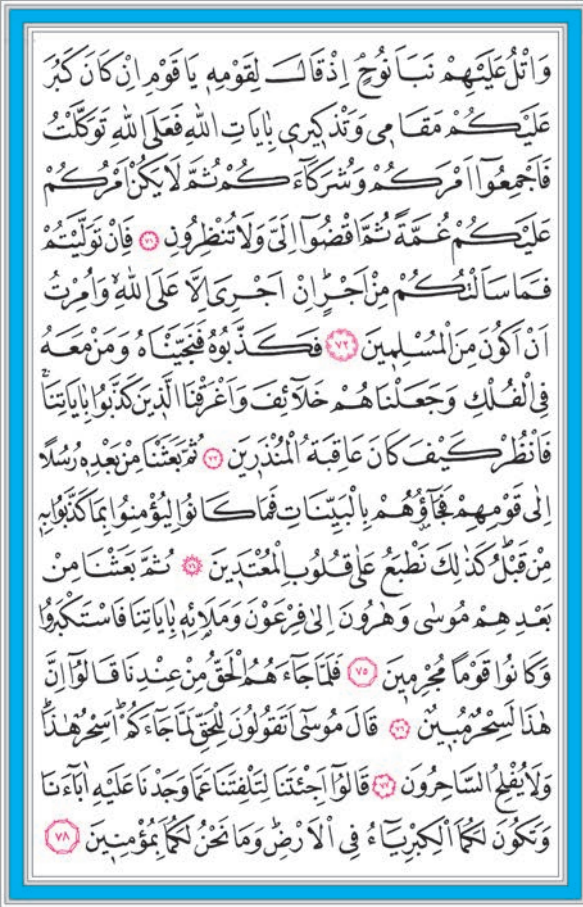 وَاتْلُ عَلَيْهِمْ نَبَاَ نُوحٍۢ اِذْ قَالَ لِقَوْمِه۪ يَا قَوْمِ اِنْ كَانَ كَبُرَ
عَلَيْكُمْ مَقَام۪ي وَتَذْك۪ير۪ي بِاٰيَاتِ اللّٰهِ فَعَلَى اللّٰهِ تَوَكَّلْتُ
فَاَجْمِعُٓوا اَمْرَكُمْ وَشُرَكَٓاءَكُمْ ثُمَّ لَا يَكُنْ اَمْرُكُمْ
عَلَيْكُمْ غُمَّةً ثُمَّ اقْضُٓوا اِلَيَّ وَلَا تُنْظِرُونِ ﴿٧١﴾ فَاِنْ تَوَلَّيْتُمْ
فَمَا سَاَلْتُكُمْ مِنْ اَجْرٍۜ اِنْ اَجْرِيَ اِلَّا عَلَى اللّٰهِۙ وَاُمِرْتُ
اَنْ اَكُونَ مِنَ الْمُسْلِم۪ينَ ﴿٧٢﴾ فَكَذَّبُوهُ فَنَجَّيْنَاهُ وَمَنْ مَعَهُ
فِي الْفُلْكِ وَجَعَلْنَاهُمْ خَلَٓائِفَ وَاَغْرَقْنَا الَّذ۪ينَ كَذَّبُوا بِاٰيَاتِنَاۚ
فَانْظُرْ كَيْفَ كَانَ عَاقِبَةُ الْمُنْذَر۪ينَ ﴿٧٣﴾ ثُمَّ بَعَثْنَا مِنْ بَعْدِه۪ رُسُلًا
اِلٰى قَوْمِهِمْ فَجَٓاؤُ۫هُمْ بِالْبَيِّنَاتِ فَمَا كَانُوا لِيُؤْمِنُوا بِمَا كَذَّبُوا بِه۪
مِنْ قَبْلُۜ كَذٰلِكَ نَطْبَعُ عَلٰى قُلُوبِ الْمُعْتَد۪ينَ ﴿٧٤﴾ ثُمَّ بَعَثْنَا مِنْ
بَعْدِهِمْ مُوسٰى وَهٰرُونَ اِلٰى فِرْعَوْنَ وَمَلَا۬ئِه۪ بِاٰيَاتِنَا فَاسْتَكْبَرُوا
وَكَانُوا قَوْمًا مُجْرِم۪ينَ ﴿٧٥﴾ فَلَمَّا جَٓاءَهُمُ الْحَقُّ مِنْ عِنْدِنَا قَالُٓوا اِنَّ
هٰذَا لَسِحْرٌ مُب۪ينٌ ﴿٧٦﴾ قَالَ مُوسٰٓى اَتَقُولُونَ لِلْحَقِّ لَمَّا جَٓاءَكُمْۜ اَسِحْرٌ هٰذَاۜ
وَلَا يُفْلِحُ السَّاحِرُونَ ﴿٧٧﴾ قَالُٓوا اَجِئْتَنَا لِتَلْفِتَنَا عَمَّا وَجَدْنَا عَلَيْهِ اٰبَٓاءَنَا
وَتَكُونَ لَكُمَا الْكِبْرِيَٓاءُ فِي الْاَرْضِۜ وَمَا نَحْنُ لَكُمَا بِمُؤْمِن۪ينَ ﴿٧٨﴾